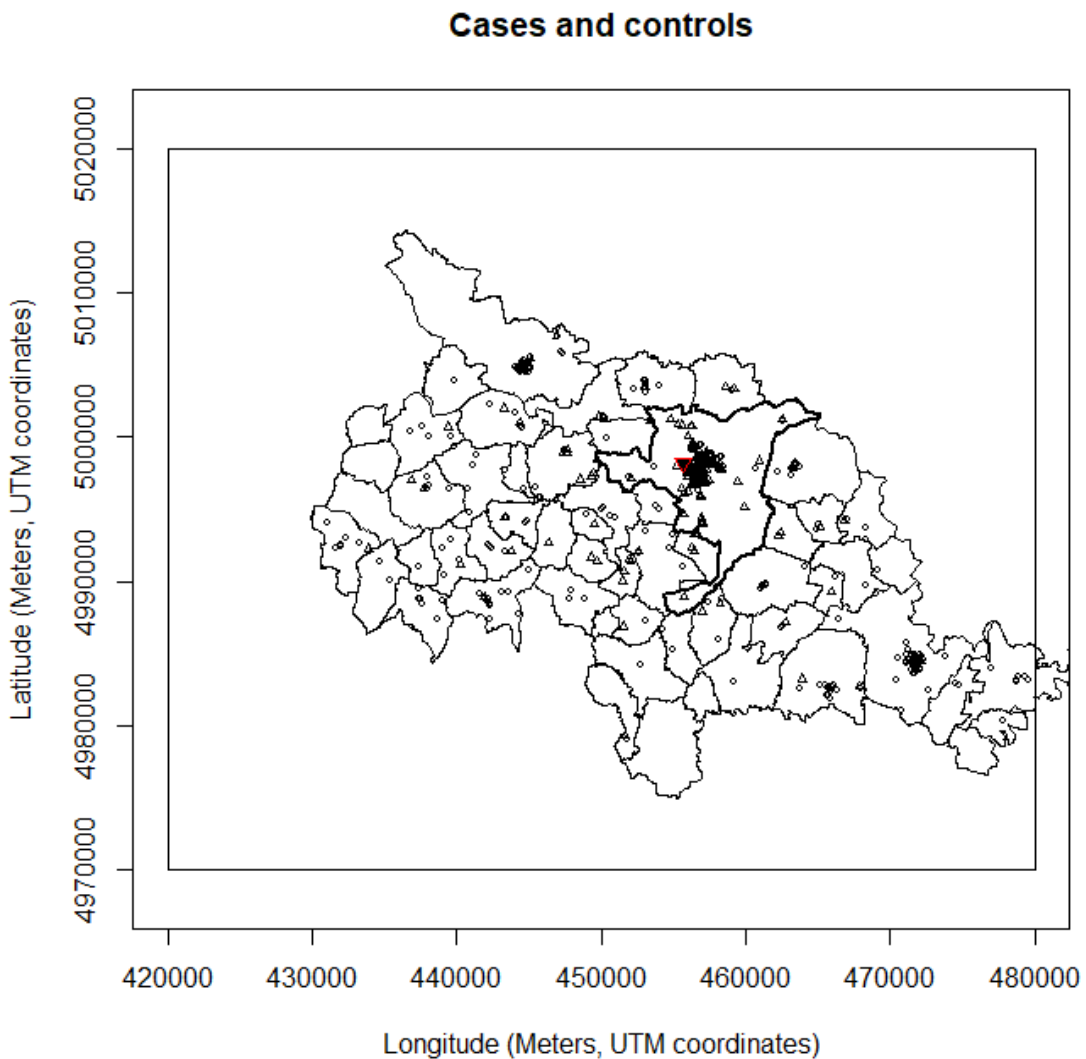 Cases and controls
Latitude (Meters, UTM coordinates)
5020000
5010000
5000000
4990000
4980000
4970000
420000 430000 440000 450000 460000 470000 480000
Longitude (Meters, UTM coordinates)